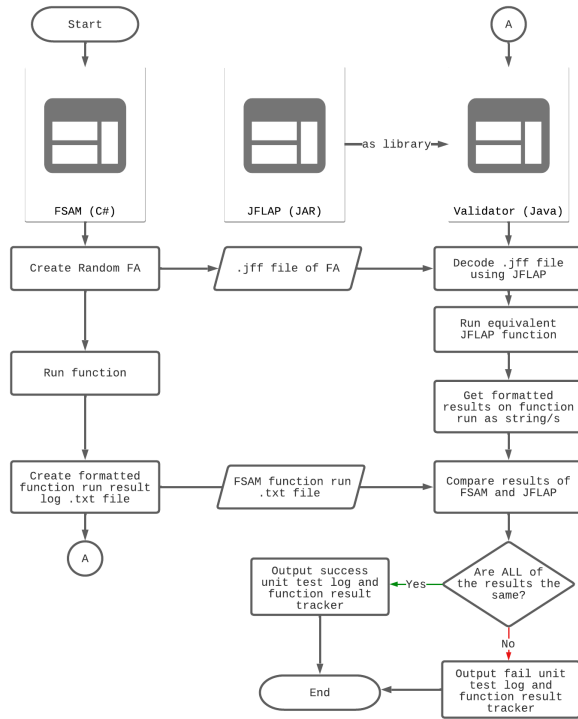 Start
A
as library
FSAM (C#)
JFLAP (JAR)
Validator (Java)
Create Random FA
.jff file of FA
Decode .jff file
using JFLAP
Run equivalent
JFLAP function
Run function
Get formatted
results on function
run as string/s
Create formatted
function run result
log .txt file
FSAM function run
.txt file
Compare results of
FSAM and JFLAP
A
Output success
unit test log and
function result
tracker
Yes
Are ALL of
the results the
same?
No
End
Output fail unit
test log and
function result
tracker